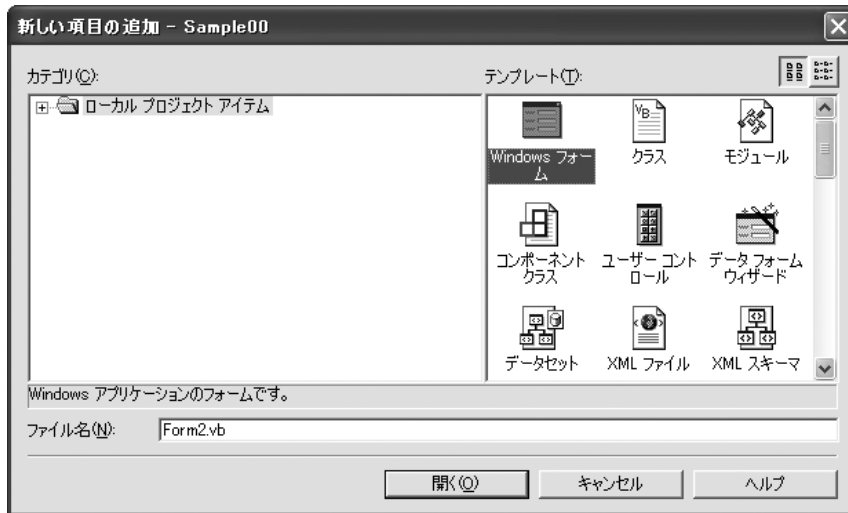 新しい項目の追加 - Sample00
カテゴリ(C):
テンプレート(T):
ローカル プロジェクト アイテム
Windows フォー
ム
クラス
モジュール
コンポーネント
クラス
ユーザー コント
ロール
データ フォーム
ウィザード
データセット
XML ファイル
XML スキーマ
Windows アプリケーションのフォームです。
ファイル名(N):
Form2.vb
開く(O)
キャンセル
ヘルプ